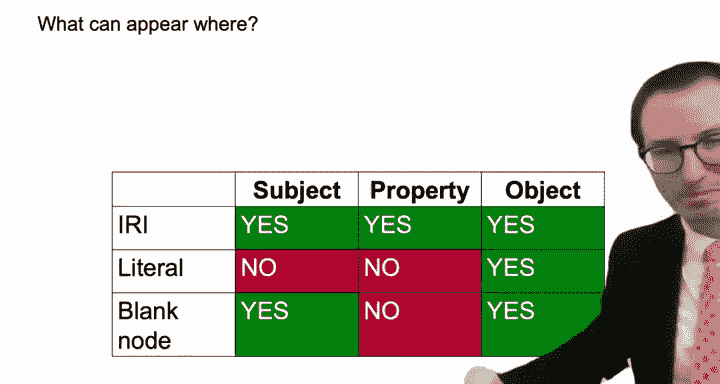 What can appear where?
Subject Property Object
IRI YES YES YES
Literal NO NO YES
Blank node YES NO YES